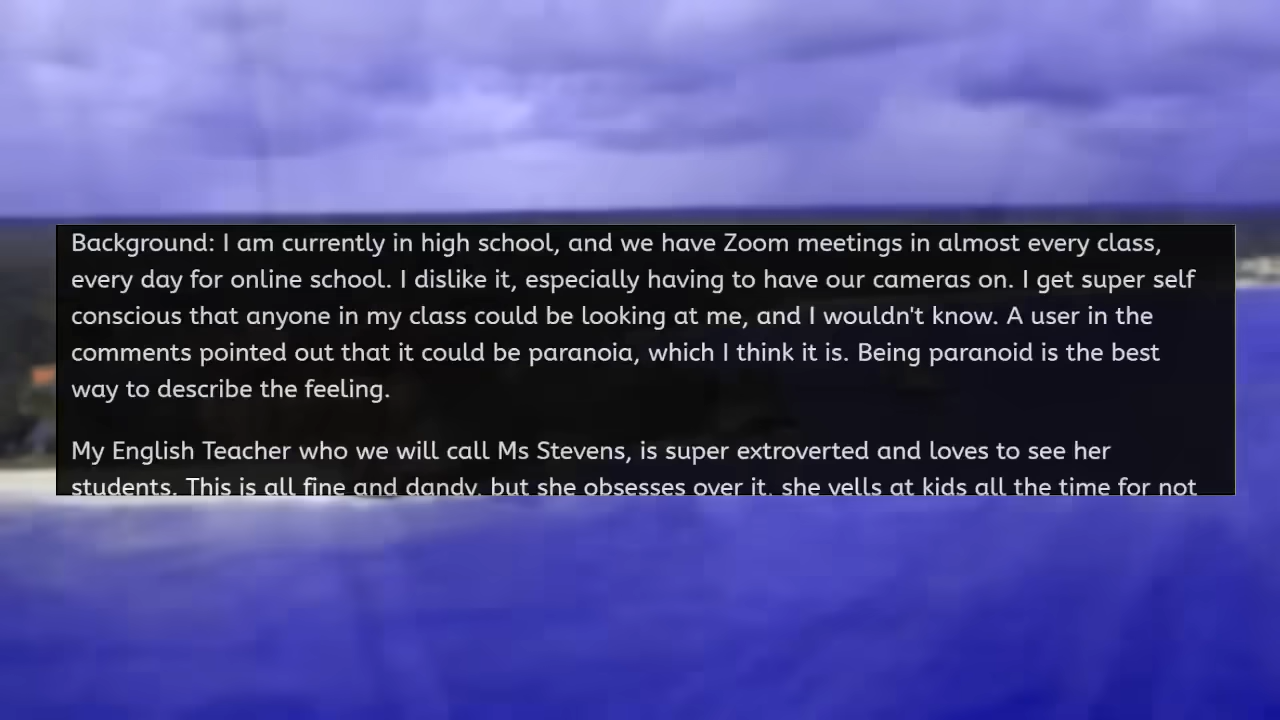 Background: I am currently in high school, and we have Zoom meetings in almost every class,
every day for online school. I dislike it, especially having to have our cameras on. I get super self
conscious that anyone in my class could be looking at me, and I wouldn't know. A user in the
comments pointed out that it could be paranoia, which I think it is. Being paranoid is the best
way to describe the feeling.
My English Teacher who we will call Ms Stevens, is super extroverted and loves to see her
students. This is all fine and dandy, but she obsesses over it, she yells at kids all the time for not